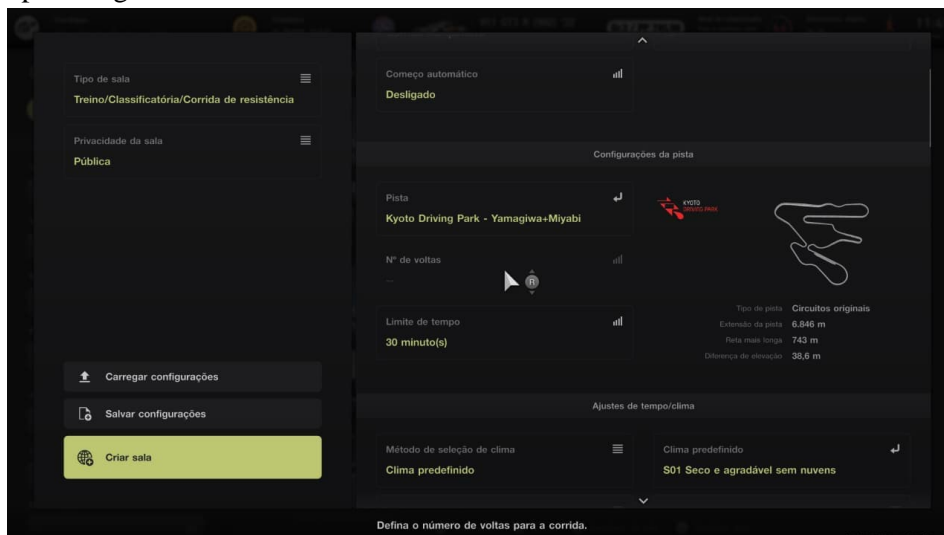 Tipo de sala
Treino/Classificatória/Corrida de resistência
Privacidade da sala
Pública
Carregar configurações
Salvar configurações
Criar sala
Começo automático
Desligado
Configurações da pista
Pista
Kyoto Driving Park - Yamagiwa+Miyabi
KYOTO
DRIVING PARK
Nº de voltas
--
R
Limite de tempo
30 minuto(s)
Tipo de pista Circuitos originais
Extensão da pista 6.846 m
Reta mais longa 743 m
Diferença de elevação 38,6 m
Ajustes de tempo/clima
Método de seleção de clima
Clima predefinido
Clima predefinido
S01 Seco e agradável sem nuvens
Defina o número de voltas para a corrida.